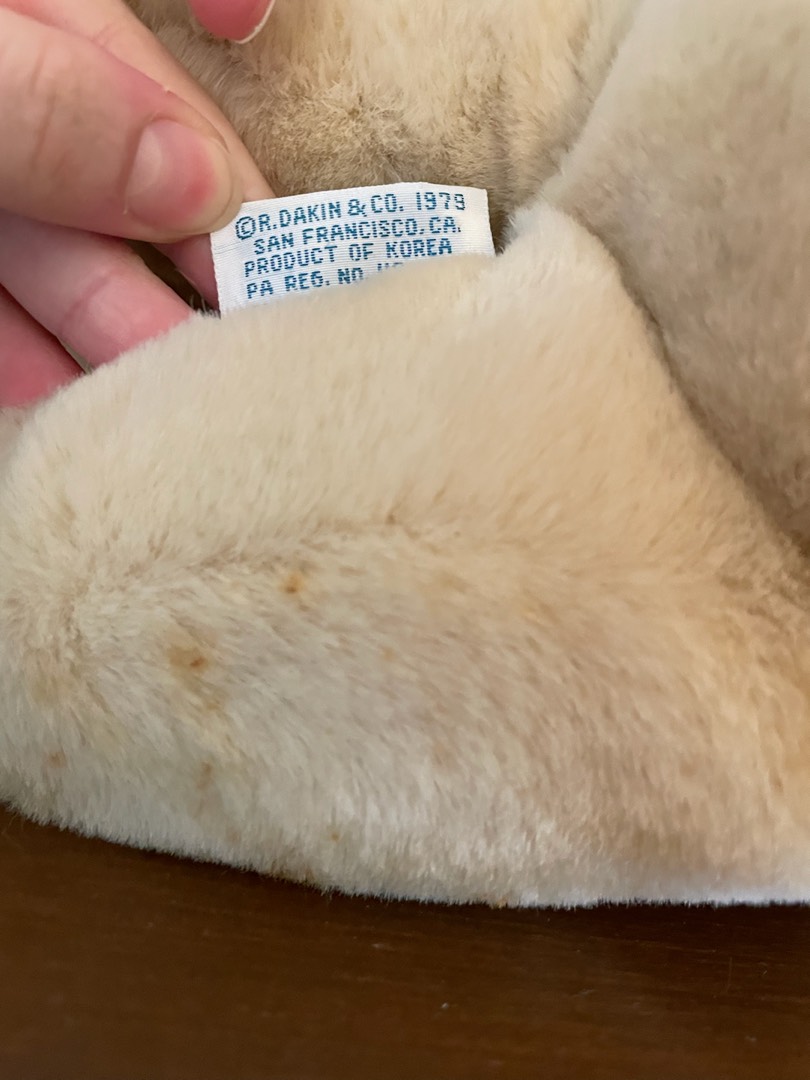 ©R.DAKIN & CO. 1979
SAN FRANCISCO. CA.
PRODUCT OF KOREA
PA REG. NO.